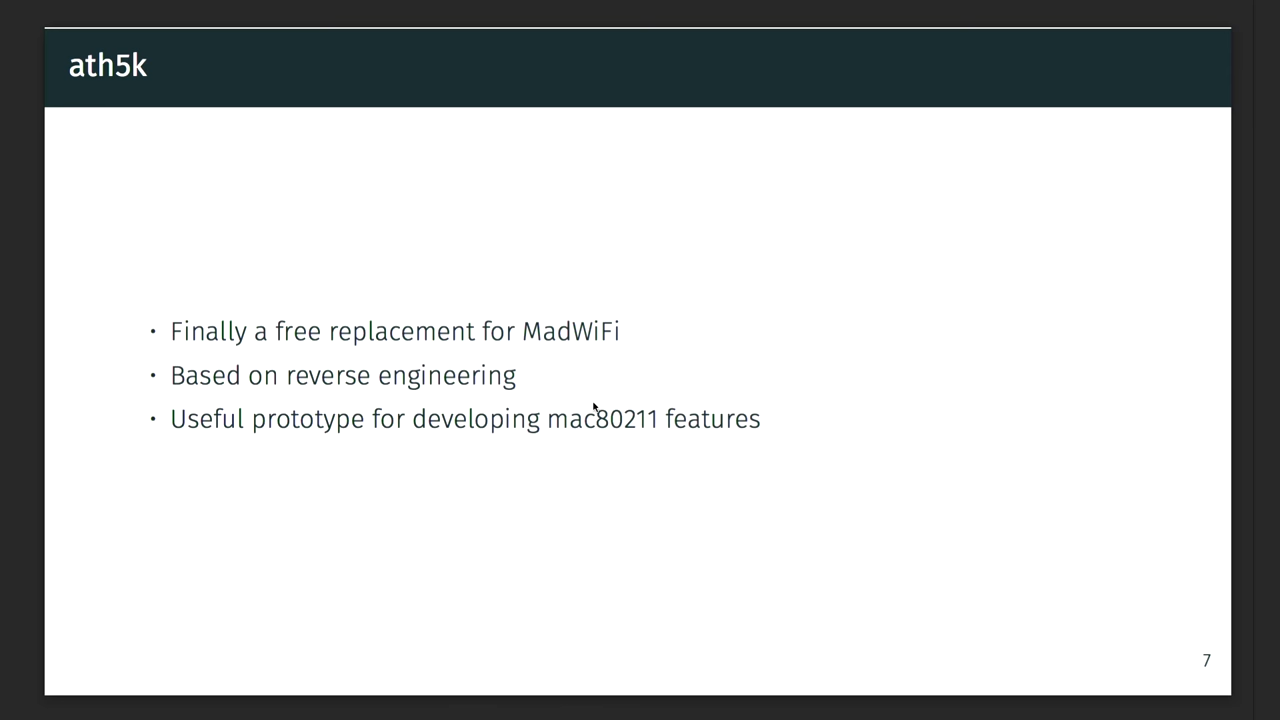 ath5k
• Finally a free replacement for MadWiFi
• Based on reverse engineering
• Useful prototype for developing mac80211 features
7